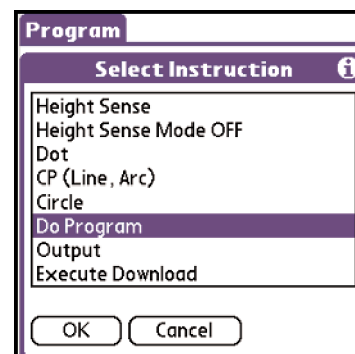 Program
Select Instruction
Height Sense
Height Sense Mode OFF
Dot
CP (Line, Arc)
Circle
Do Program
Output
Execute Download
OK Cancel